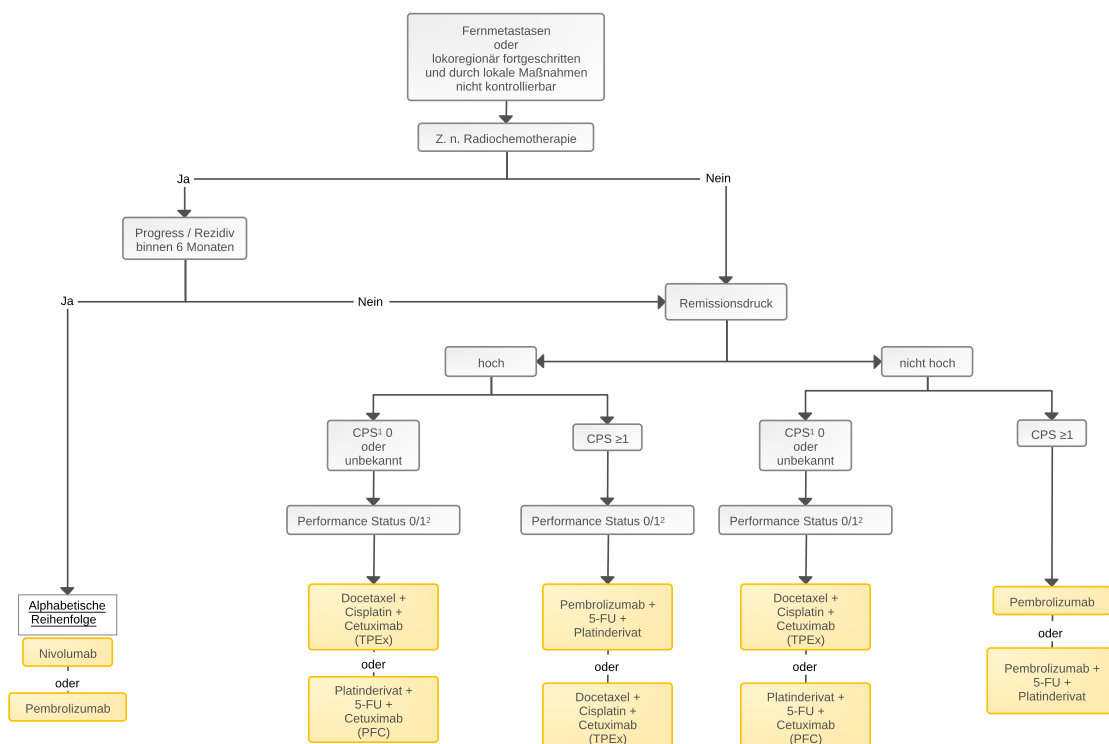 Fernmetastasen
oder
lokoregionär fortgeschritten
und durch lokale Maßnahmen
nicht kontrollierbar
Z. n. Radiochemotherapie
Ja
Nein
Progress / Rezidiv
binnen 6 Monaten
Ja
Nein
Remissionsdruck
hoch
nicht hoch
CPS¹ 0
oder
unbekannt
CPS ≥1
CPS¹ 0
oder
unbekannt
CPS ≥1
Performance Status 0/1²
Performance Status 0/1²
Performance Status 0/1²
Alphabetische
Reihenfolge
Nivolumab
oder
Pembrolizumab
Docetaxel +
Cisplatin +
Cetuximab
(TPEx)
oder
Platinderivat +
5-FU +
Cetuximab
(PFC)
Pembrolizumab +
5-FU +
Platinderivat
oder
Docetaxel +
Cisplatin +
Cetuximab
(TPEx)
Docetaxel +
Cisplatin +
Cetuximab
(TPEx)
oder
Platinderivat +
5-FU +
Cetuximab
(PFC)
Pembrolizumab
oder
Pembrolizumab +
5-FU +
Platinderivat